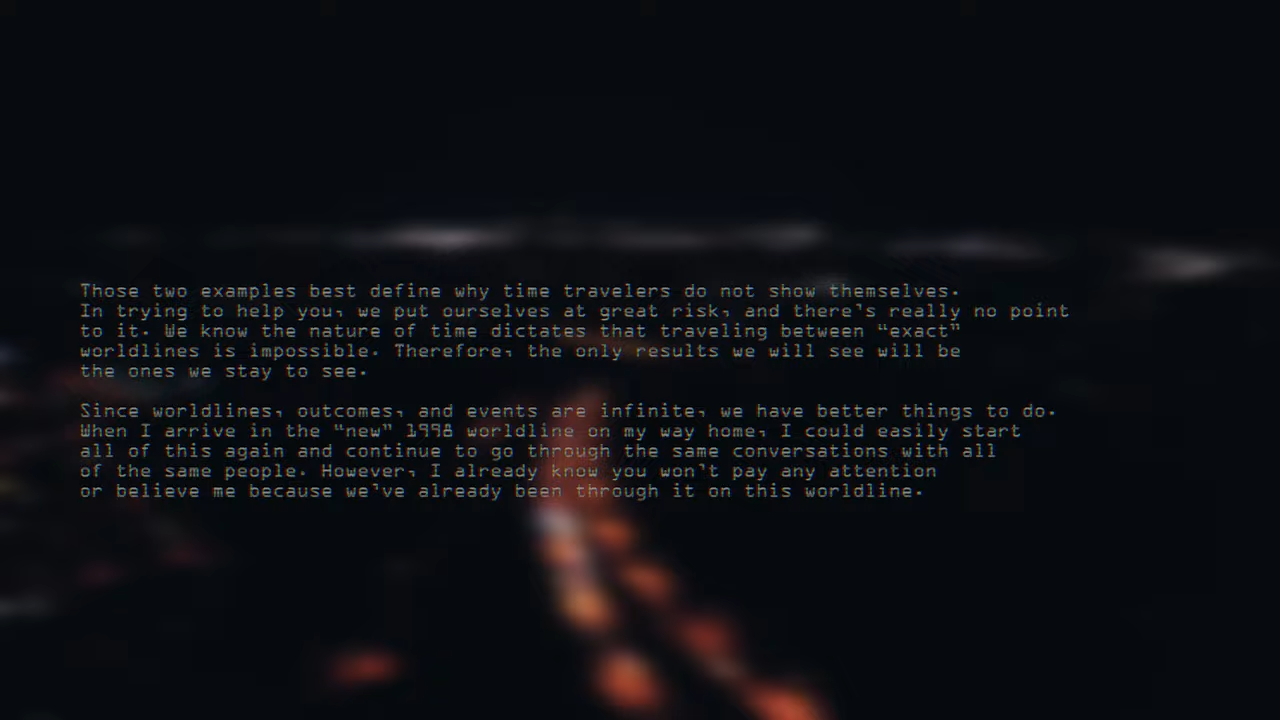 Those two examples best define why time travelers do not show themselves.
In trying to help you, we put ourselves at great risk, and there's really no point
to it. We know the nature of time dictates that traveling between “exact”
worldlines is impossible. Therefore, the only results we will see will be
the ones we stay to see.
Since worldlines, outcomes, and events are infinite, we have better things to do.
When I arrive in the “new” 1998 worldline on my way home, I could easily start
all of this again and continue to go through the same conversations with all
of the same people. However, I already know you won't pay any attention
or believe me because we've already been through it on this worldline.